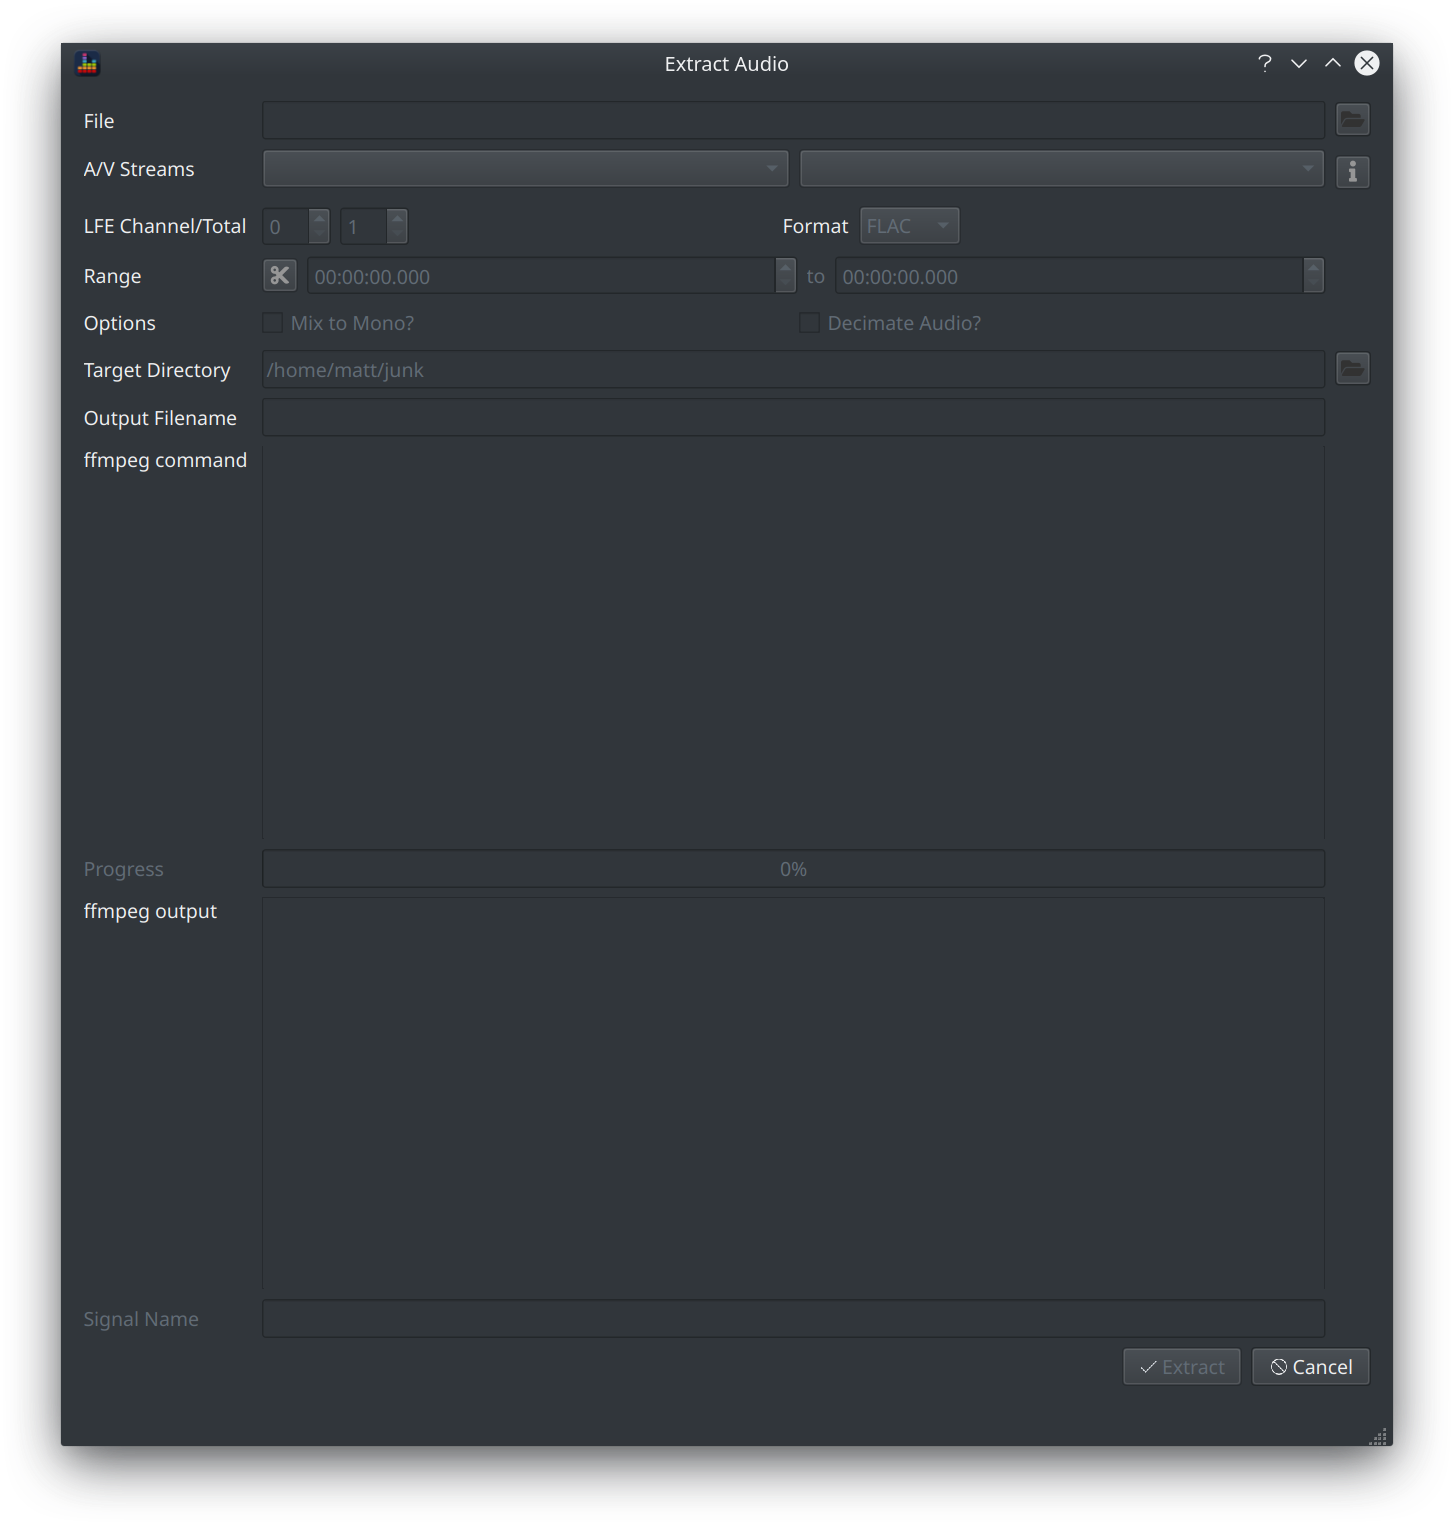 Extract Audio
File
A/V Streams
LFE Channel/Total 0 1 Format FLAC
Range 00:00:00.000 to 00:00:00.000
Options Mix to Mono? Decimate Audio?
Target Directory /home/matt/junk
Output Filename
ffmpeg command
Progress 0%
ffmpeg output
Signal Name
Extract Cancel